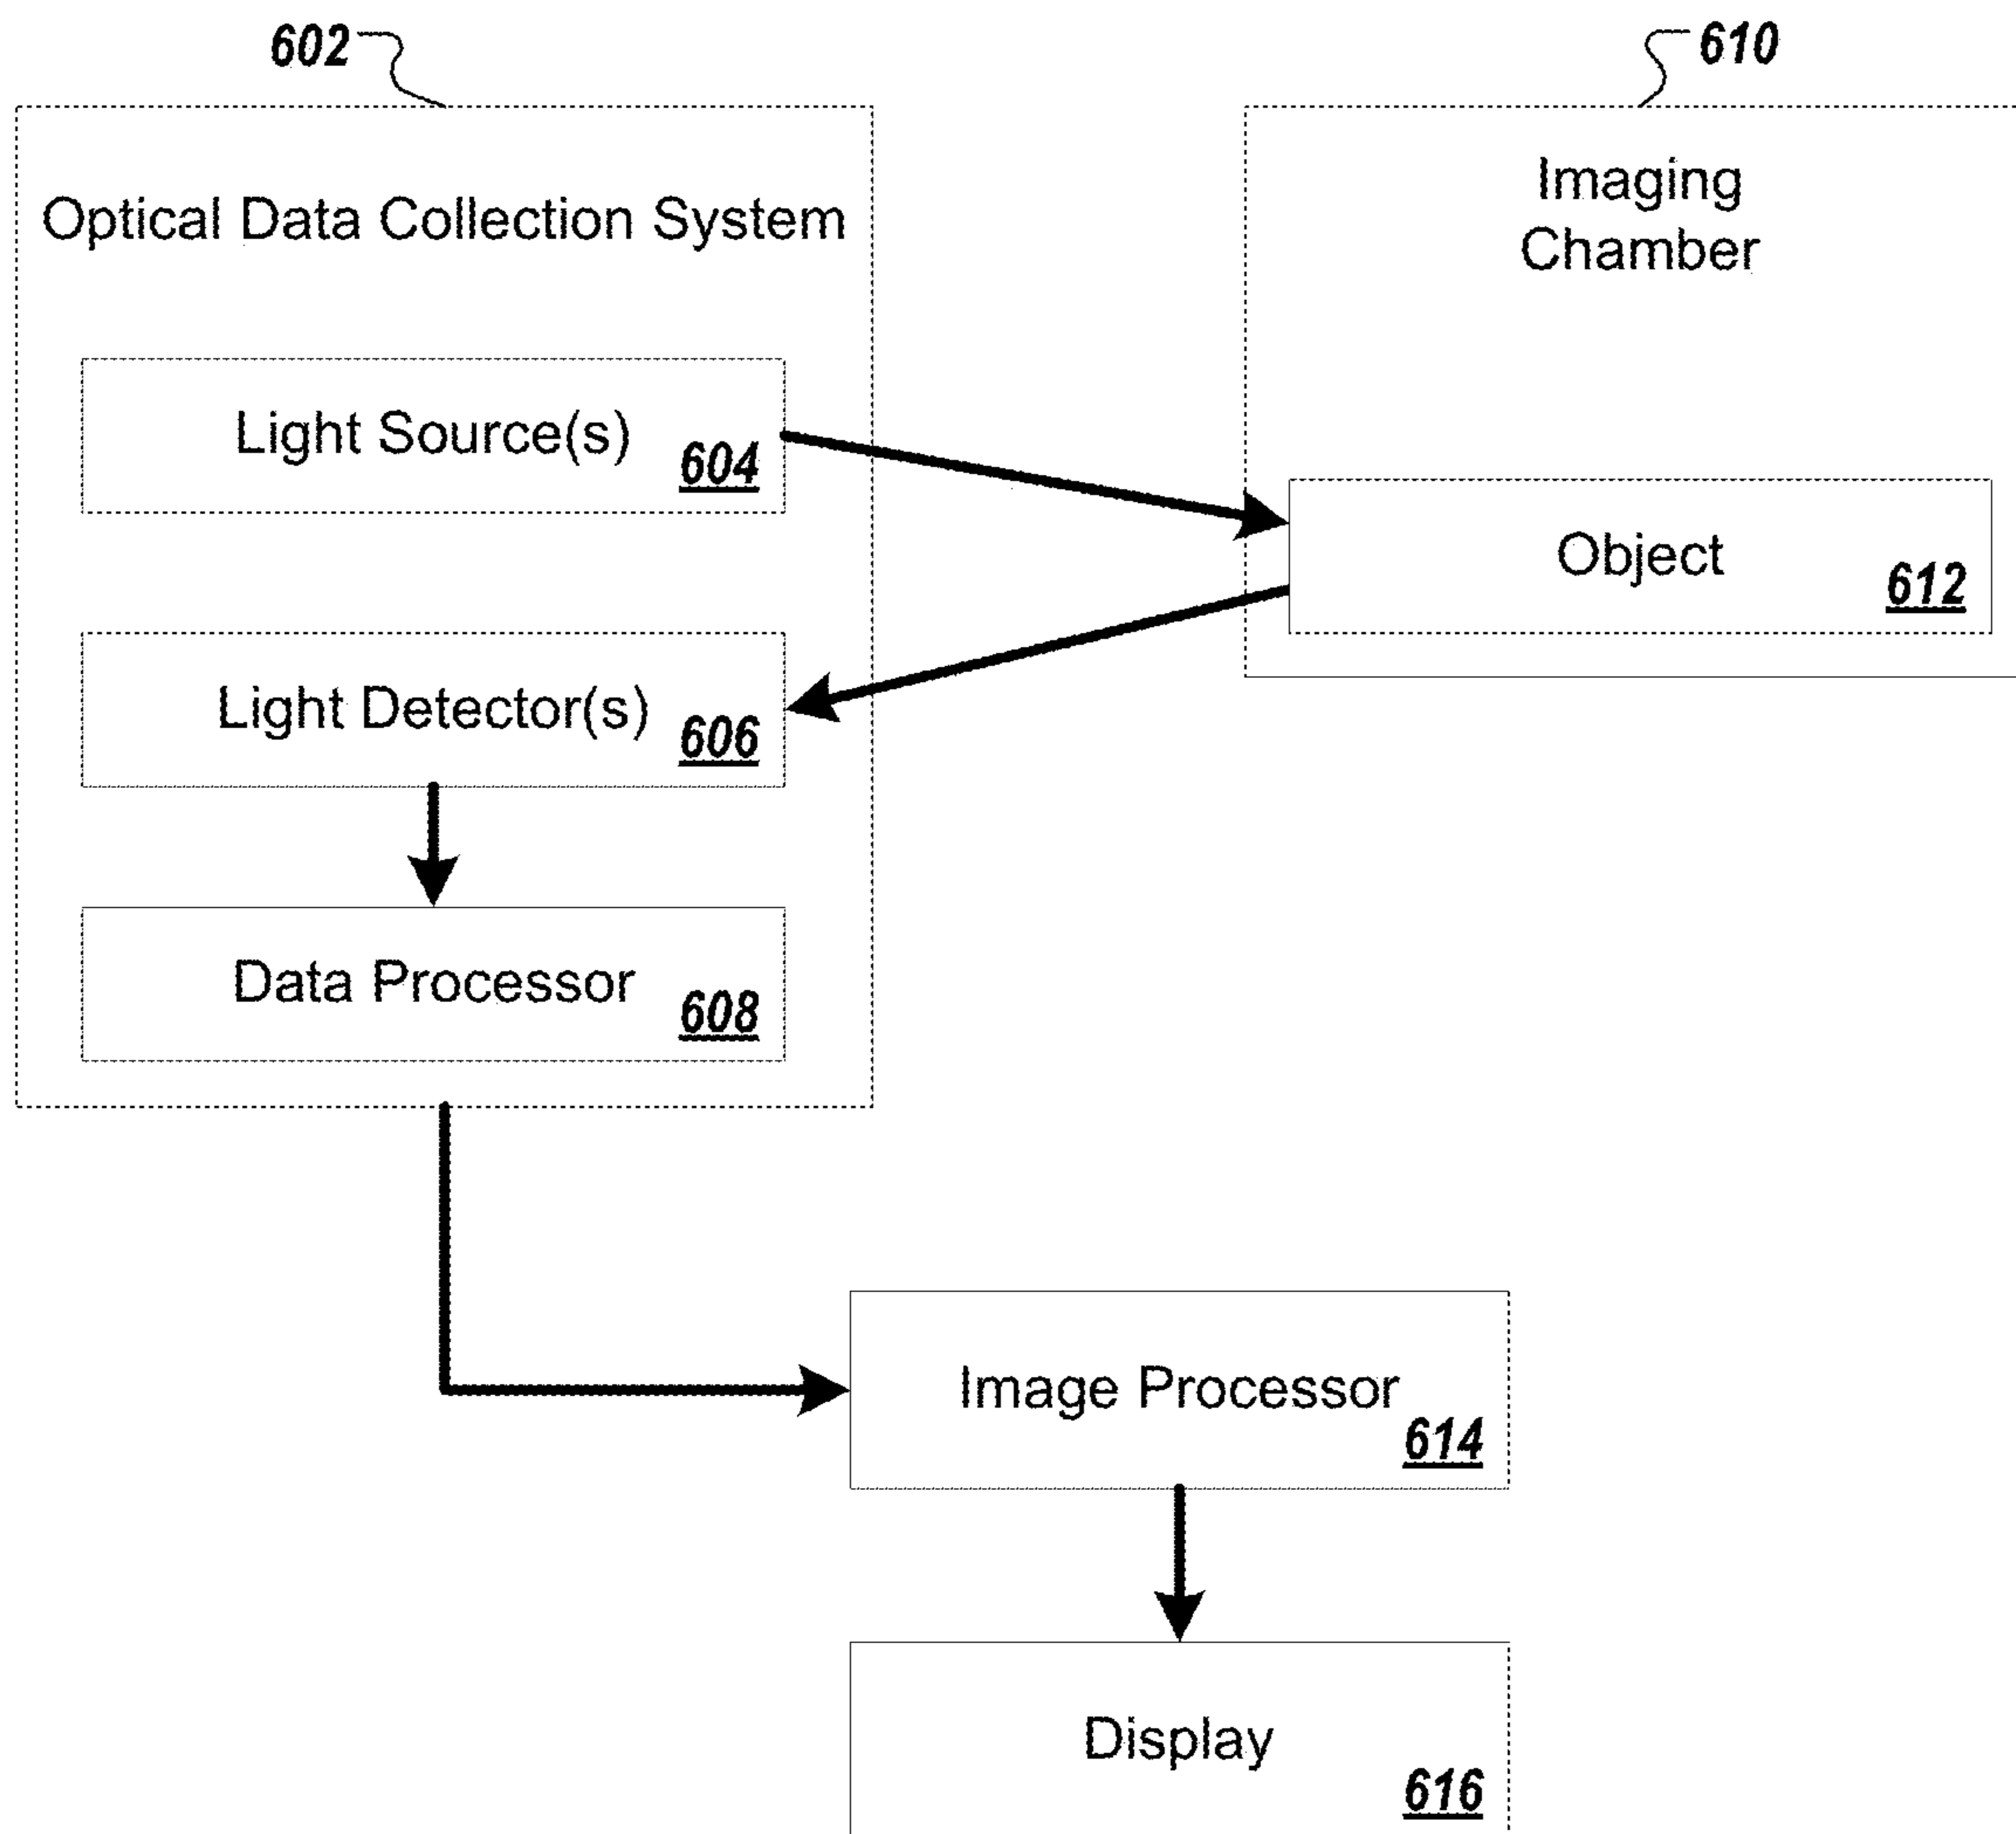 602
610
Optical Data Collection System
Imaging
Chamber
Light Source(s)
604
Object
612
Light Detector(s)
606
Data Processor
608
Image Processor
614
Display
616